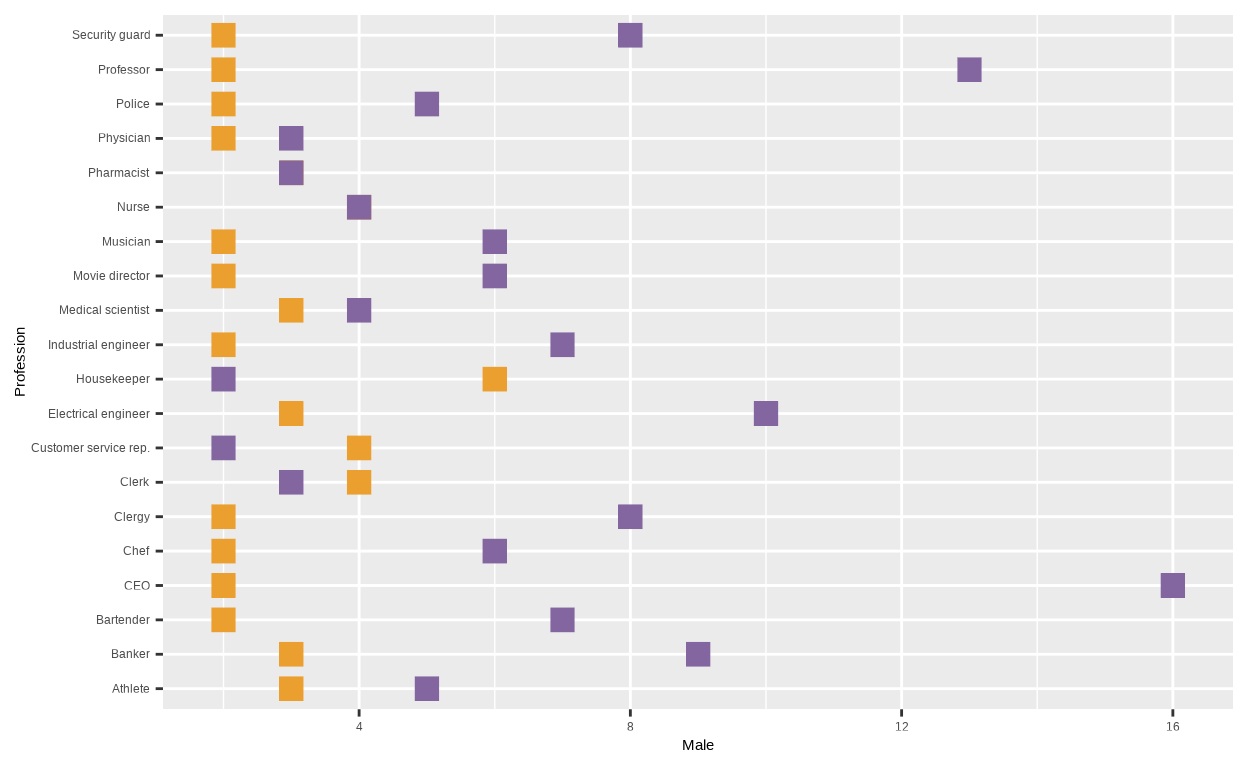 Security guard
Professor
Police
Physician
Pharmacist
Nurse
Musician
Movie director
Medical scientist
Industrial engineer
Housekeeper
Electrical engineer
Customer service rep.
Clerk
Clergy
Chef
CEO
Bartender
Banker
Athlete
Profession
4 8 12 16
Male